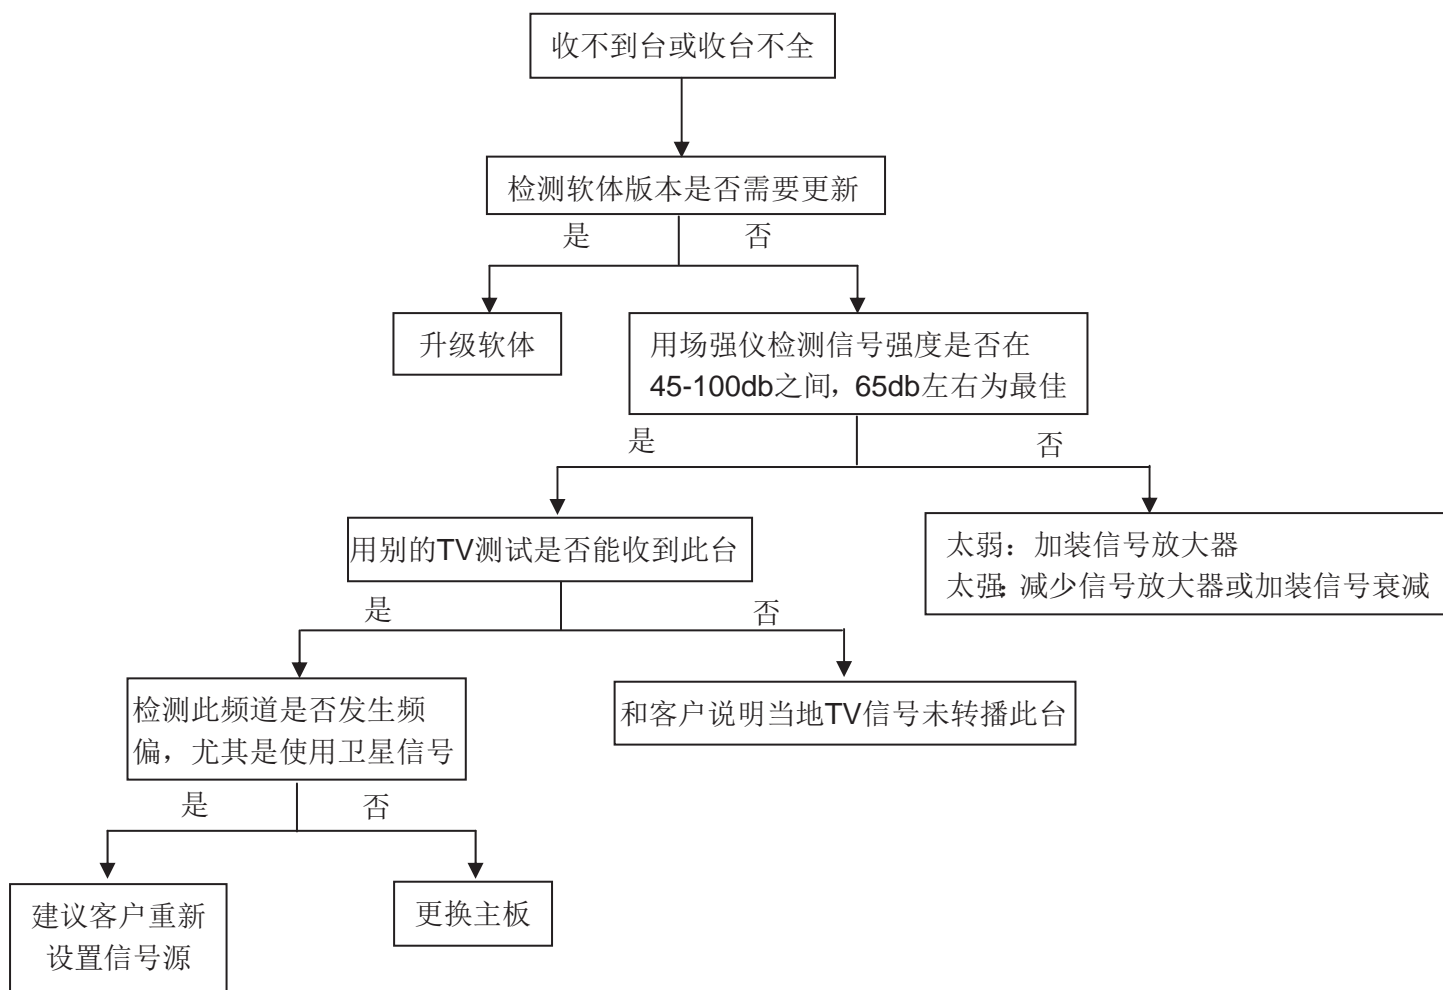 收不到台或收台不全
检测软体版本是否需要更新
是
否
升级软体
用场强仪检测信号强度是否在
45-100db之间，65db左右为最佳
是
否
用别的TV测试是否能收到此台
太弱：加装信号放大器
太强：减少信号放大器或加装信号衰减
是
否
检测此频道是否发生频
偏，尤其是使用卫星信号
和客户说明当地TV信号未转播此台
是
否
建议客户重新
设置信号源
更换主板